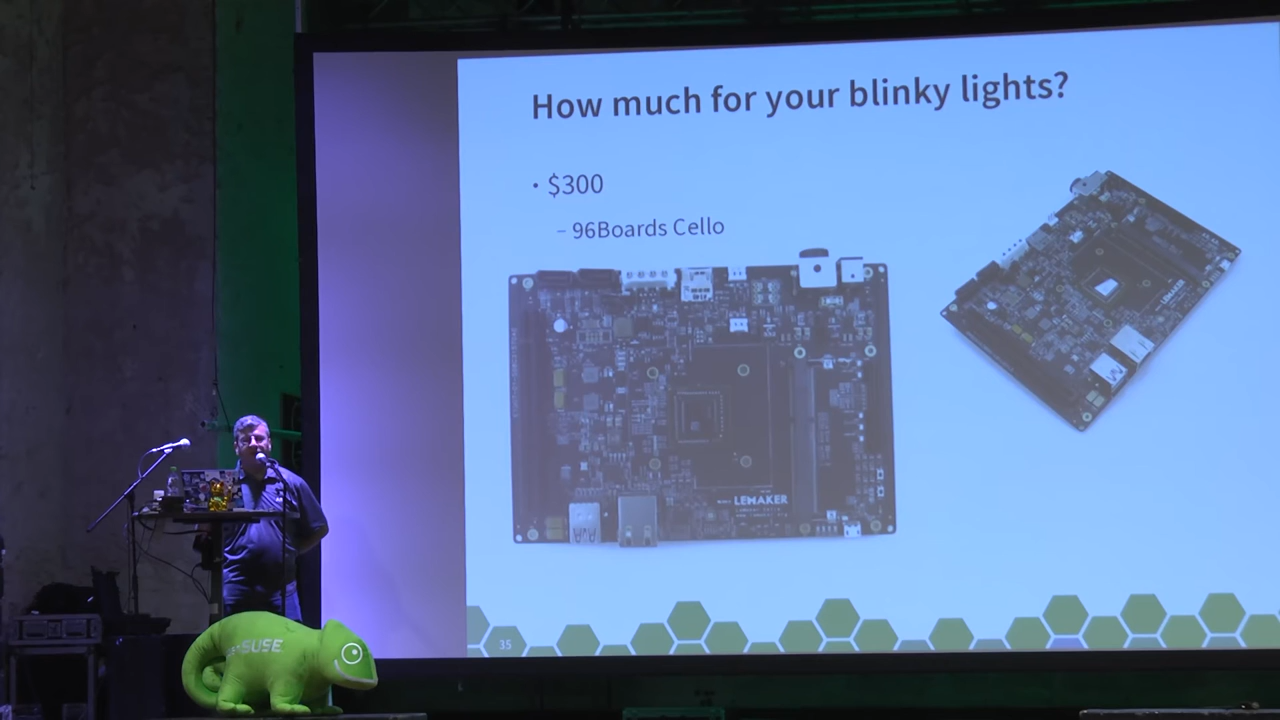 How much for your blinky lights?
• $300
– 96Boards Cello
LEMAKER
LEMAKER
35
SUSE